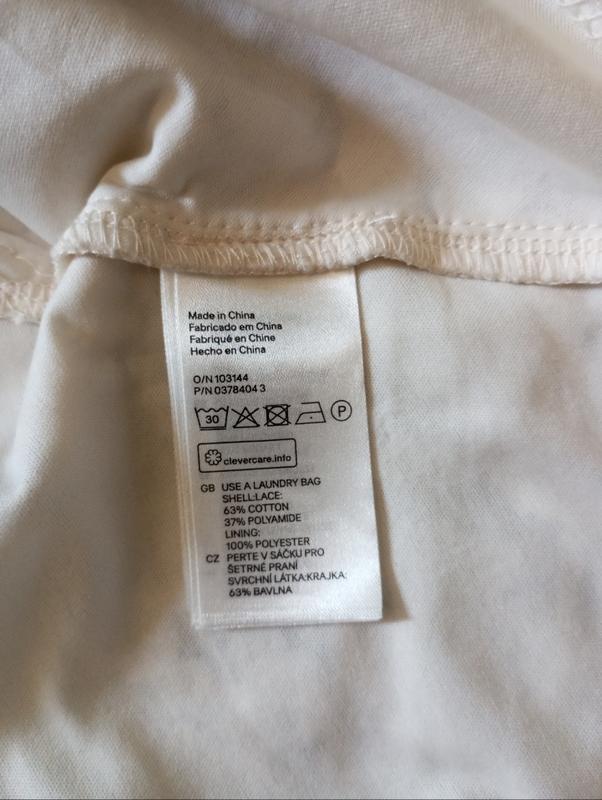 Made in China
Fabricado em China
Fabriqué en Chine
Hecho en China
O/N 103144
P/N 0378404 3
30 P
clevercare.info
GB USE A LAUNDRY BAG
SHELL:LACE:
63% COTTON
37% POLYAMIDE
LINING:
100% POLYESTER
CZ PERTE V SÁČKU PRO
ŠETRNÉ PRANÍ
SVRCHNÍ LÁTKA:KRAJKA:
63% BAVLNA